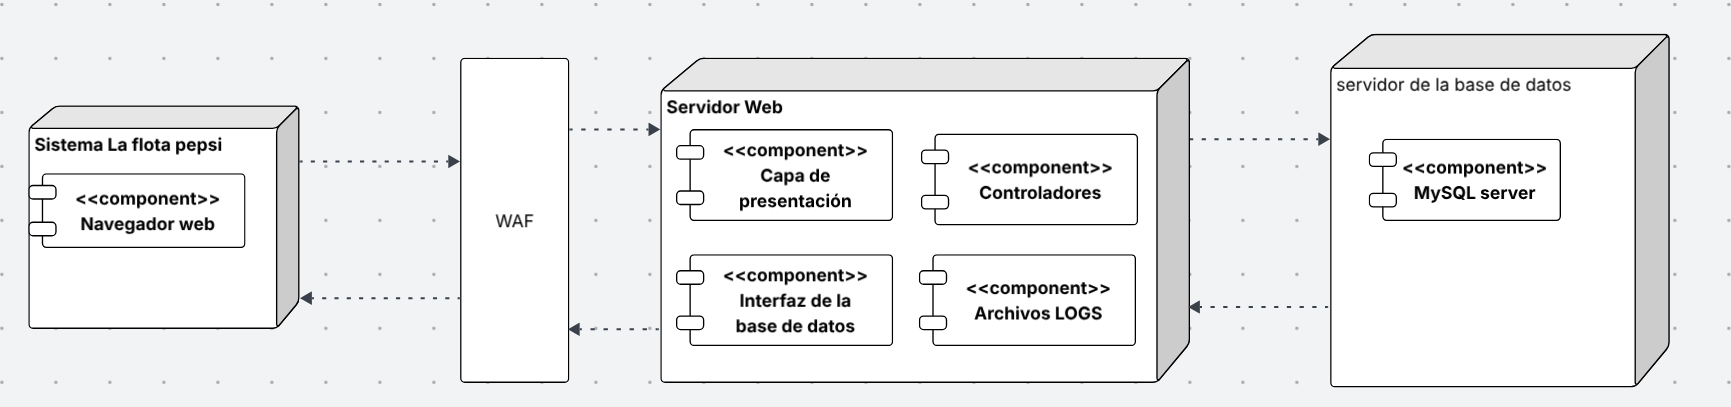 Sistema La flota pepsi
<<component>>
Navegador web
WAF
Servidor Web
<<component>>
Capa de
presentación
<<component>>
Controladores
<<component>>
Interfaz de la
base de datos
<<component>>
Archivos LOGS
servidor de la base de datos
<<component>>
MySQL server